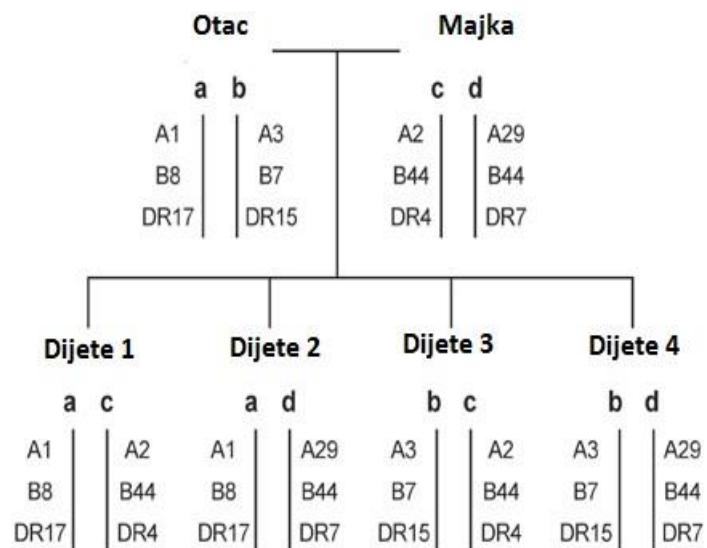 Otac Majka
a b c d
A1 A3 A2 A29
B8 B7 B44 B44
DR17 DR15 DR4 DR7
Dijete 1 Dijete 2 Dijete 3 Dijete 4
a c a d b c b d
A1 A2 A1 A29 A3 A2 A3 A29
B8 B44 B8 B44 B7 B44 B7 B44
DR17 DR4 DR17 DR7 DR15 DR4 DR15 DR7